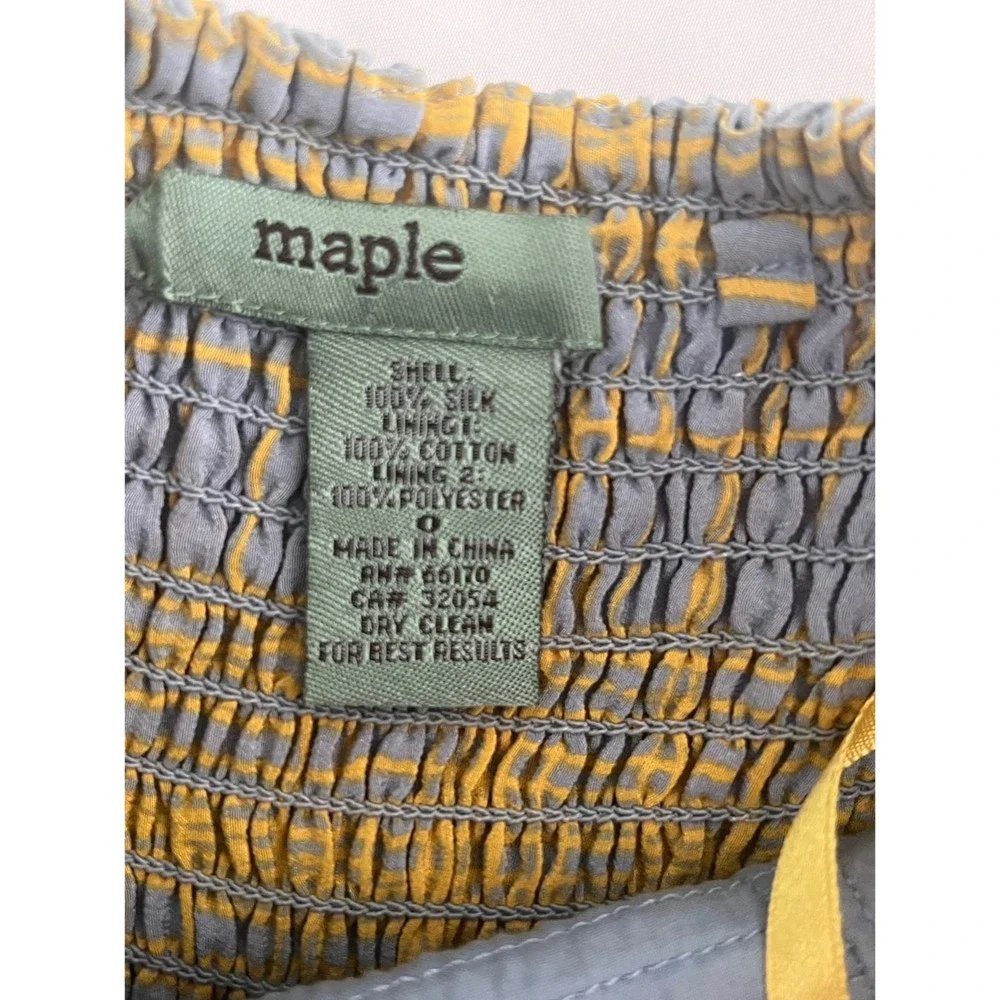 maple
SHELL:
100% SILK
LINING1:
100% COTTON
LINING 2:
100% POLYESTER
0
MADE IN CHINA
RN# 66170
CA# 32054
DRY CLEAN
FOR BEST RESULTS